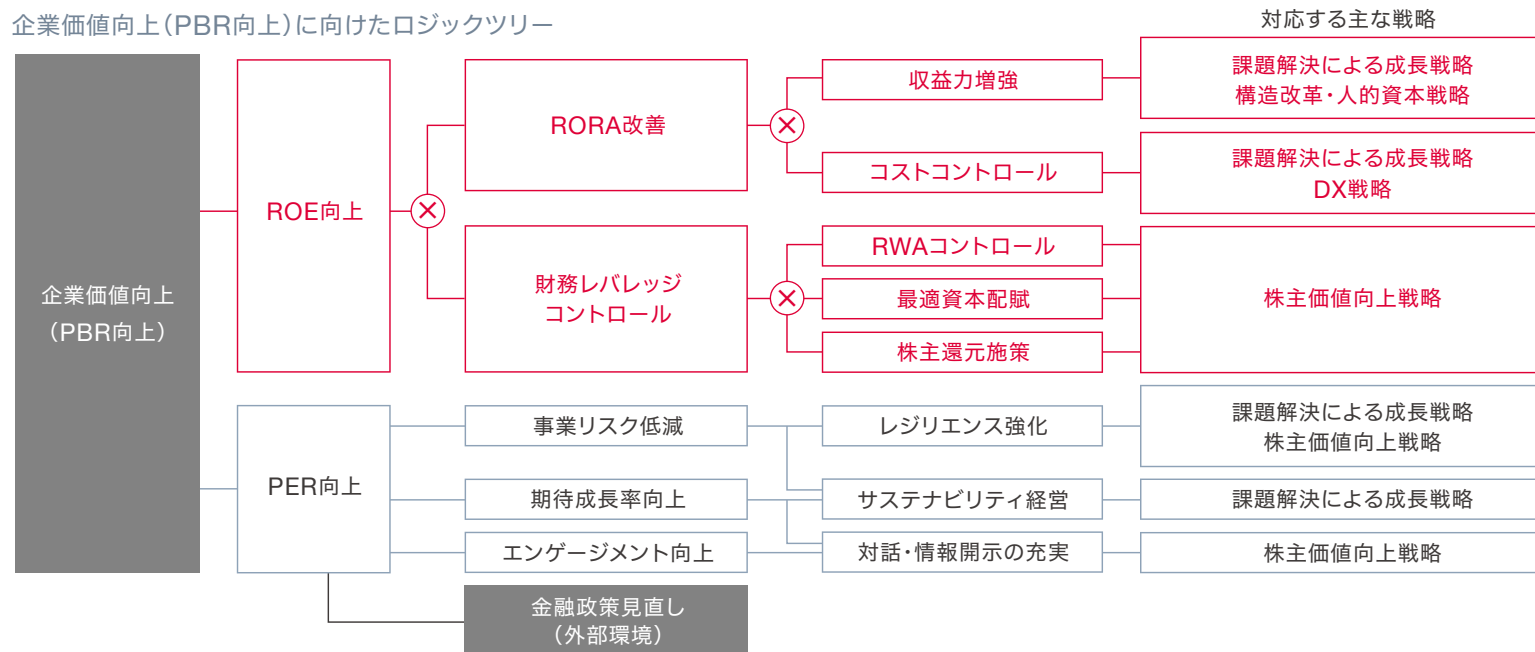 企業価値向上（PBR向上）に向けたロジックツリー
対応する主な戦略
企業価値向上
（PBR向上）
ROE向上
RORA改善
収益力増強
課題解決による成長戦略
構造改革・人的資本戦略
コストコントロール
課題解決による成長戦略
DX戦略
財務レバレッジ
コントロール
RWAコントロール
最適資本配賦
株主還元施策
株主価値向上戦略
PER向上
事業リスク低減
レジリエンス強化
課題解決による成長戦略
株主価値向上戦略
期待成長率向上
サステナビリティ経営
課題解決による成長戦略
エンゲージメント向上
対話・情報開示の充実
株主価値向上戦略
金融政策見直し
（外部環境）